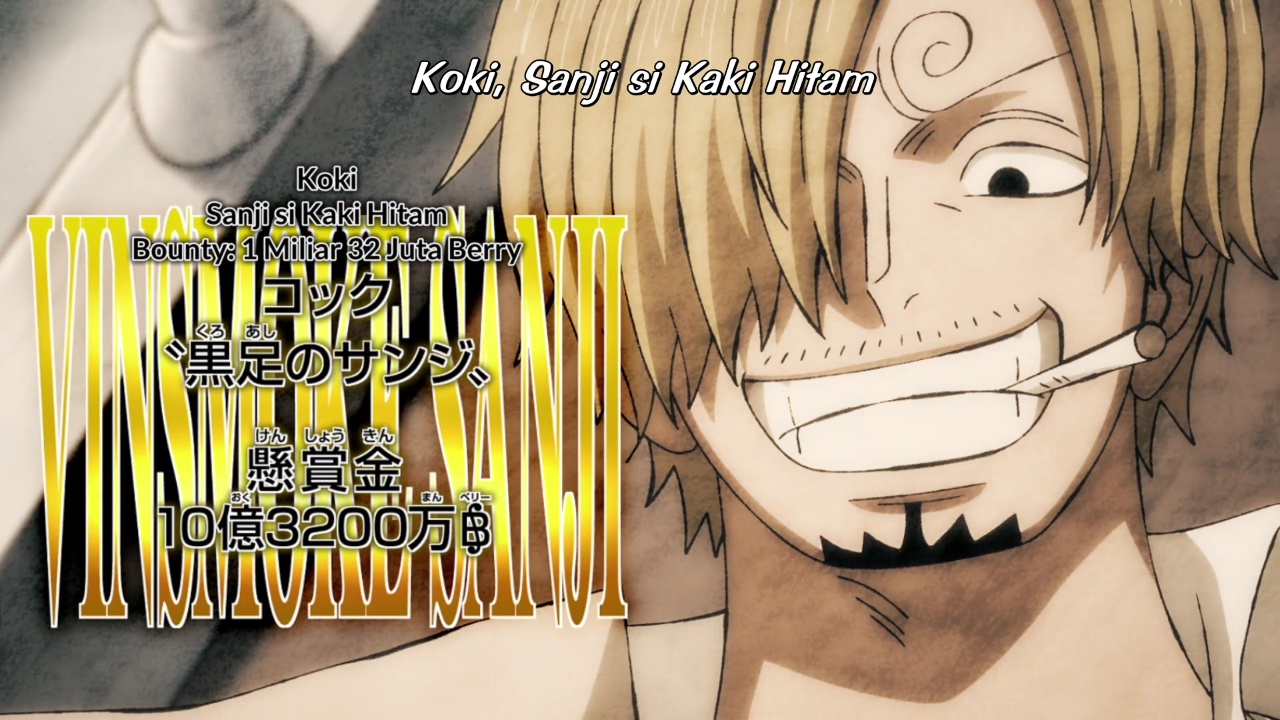 Koki, Sanji si Kaki Hitam
Koki
Sanji si Kaki Hitam
Bounty: 1 Miliar 32 Juta Berry
VINSMOKE SANJI
コック
くろ あし
〝黒足のサンジ〟
けん しょう きん
懸賞金
おく まん ベリー
10億3200万฿